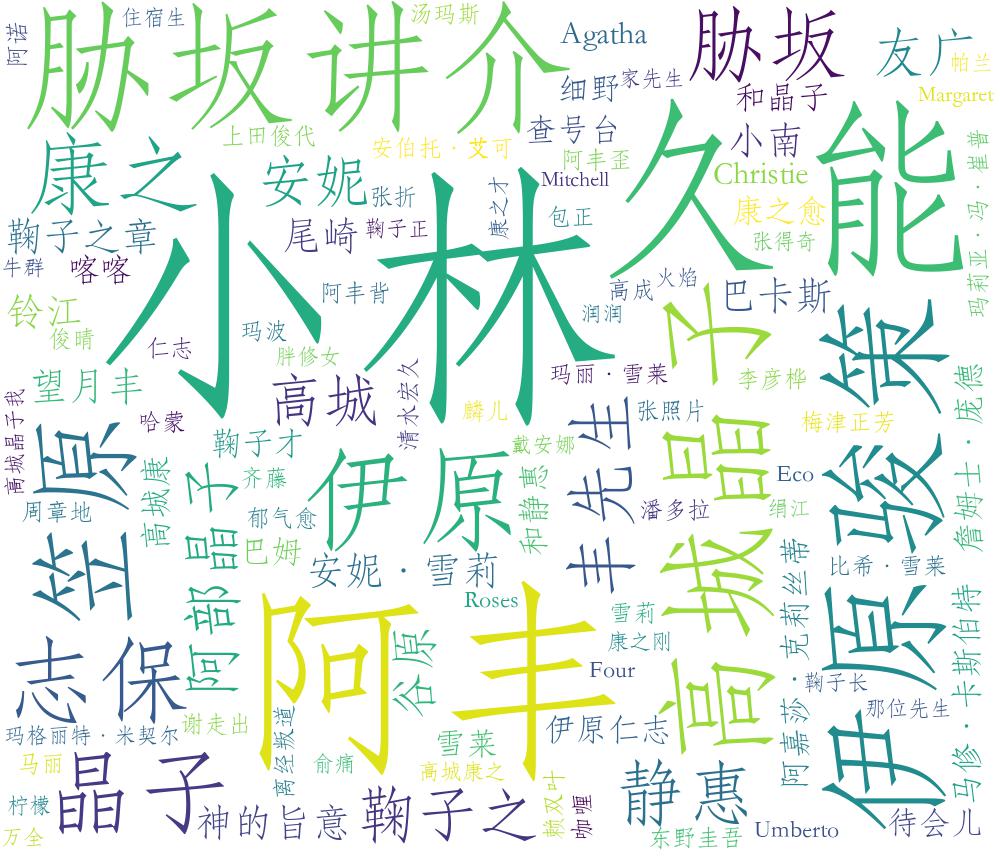 阿诺
住宿生
汤玛斯
胁坂讲介
Agatha
胁坂
友广
帕兰
细野
家先生
和晶子
Margaret
上田俊代
查号台
小南
久能
康之
安妮
安伯托·艾可
阿丰歪
Christie
玛莉亚·冯·崔普
张折
康之才
Mitchell
康之愈
鞠子之章
尾崎
鞠子正
包正
张得奇
牛群
喀喀
小林
阿丰背
高成
火焰
巴卡斯
铃江
俊晴
玛波
润润
晶子
仁志
胖修女
笠原
望月丰
高城
清水宏久
玛丽·雪莱
李彦桦
高城晶子我
哈蒙
麟儿
丰先生
张照片
梅津正芳
詹姆士·庞德
鞠子才
戴安娜
高城晶子
伊原骏策
高城康
阿部晶子
齐藤
伊原
和静惠
Eco
周章地
郁气愈
潘多拉
绢江
巴姆
安妮·雪莉
比希·雪莱
Roses
雪莉
阿嘉莎·克莉丝蒂
马修·卡斯伯特
阿丰
谷原
康之刚
志保
Four
鞠子长
玛格丽特·米契尔
谢走出
离经叛道
伊原仁志
那位先生
雪莱
马丽
晶子
俞痛
高城康之
静惠
柠檬
神的旨意
鞠子之
赖双叶
咖喱
待会儿
万全
东野圭吾
Umberto